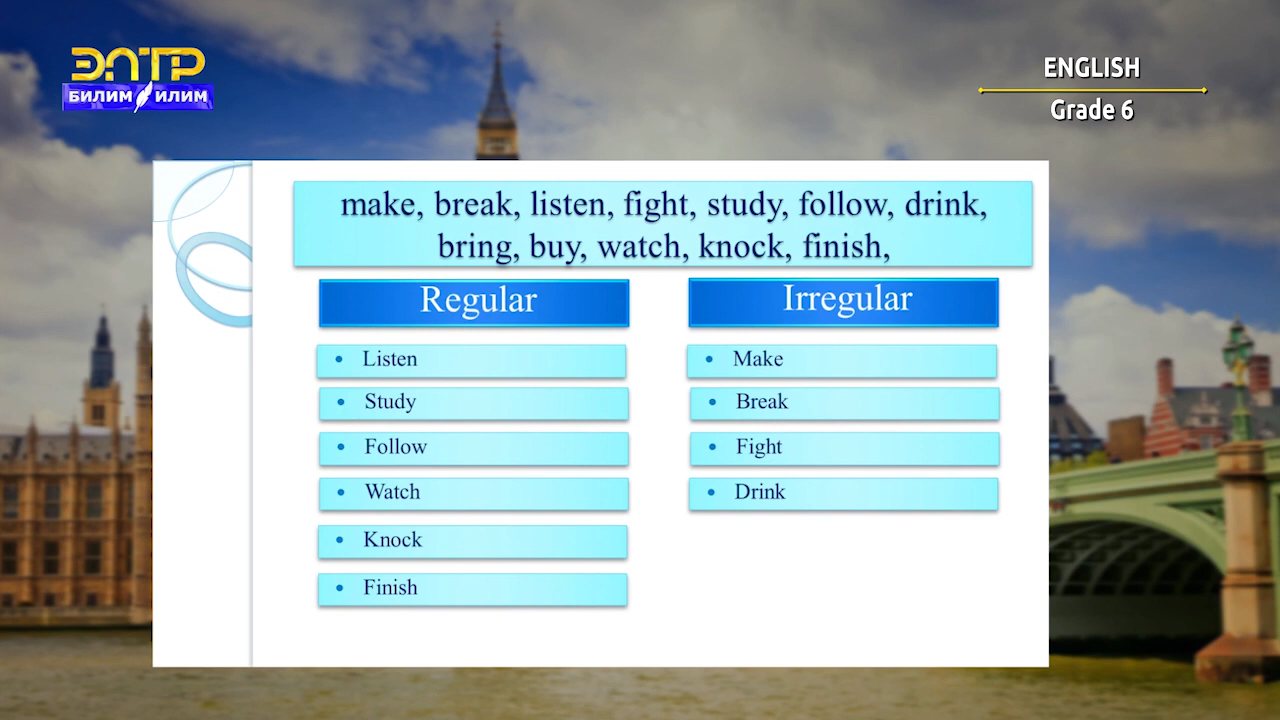 ЭЛТР
БИЛИМ ИЛИМ
ENGLISH
Grade 6
make, break, listen, fight, study, follow, drink,
bring, buy, watch, knock, finish,
Regular
• Listen
• Study
• Follow
• Watch
• Knock
• Finish
Irregular
• Make
• Break
• Fight
• Drink